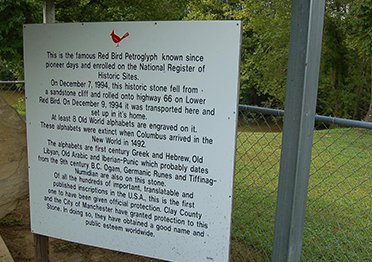 This is the famous Red Bird Petroglyph known since
pioneer days and enrolled on the National Register of
Historic Sites.
On December 7, 1994, this historic stone fell from
a sandstone cliff and rolled onto highway 66 on Lower
Red Bird. On December 9, 1994 it was transported here and
set up in it's home.
At least 8 Old World alphabets are engraved on it.
These alphabets were extinct when Columbus arrived in the
New World in 1492.
The alphabets are first century Greek and Hebrew, Old
Libyan, Old Arabic and Iberian-Punic which probably dates
from the 9th century B.C. Ogam, Germanic Runes and Tiffinag-
Numidian are also on this stone.
Of all the hundreds of important, translatable and
published inscriptions in the U.S.A., this is the first
one to have been given official protection. Clay County
and the City of Manchester have granted protection to this
Stone. In doing so, they have obtained a good name and
public esteem worldwide.